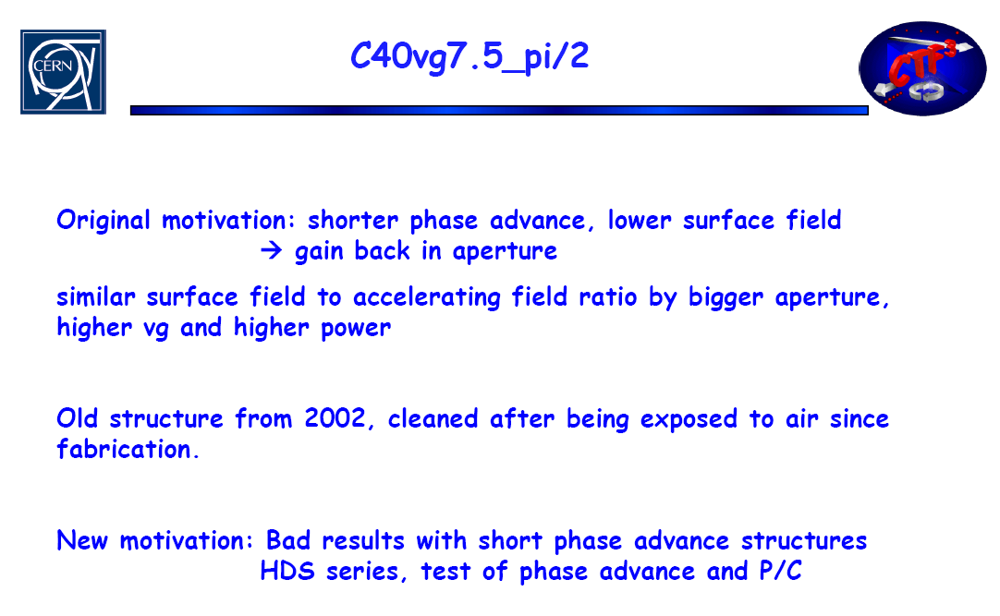 C40vg7.5_pi/2
CERN
CTF3
Original motivation: shorter phase advance, lower surface field
→ gain back in aperture
similar surface field to accelerating field ratio by bigger aperture,
higher vg and higher power
Old structure from 2002, cleaned after being exposed to air since
fabrication.
New motivation: Bad results with short phase advance structures
HDS series, test of phase advance and P/C